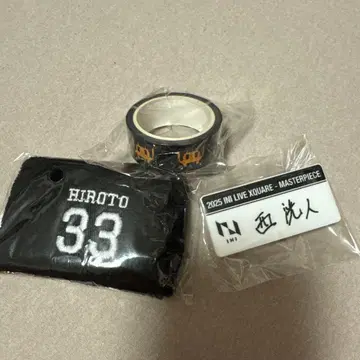 HIROTO
33
2025 INI LIVE XQUARE - MASTERPIECE
INI
西 洸人